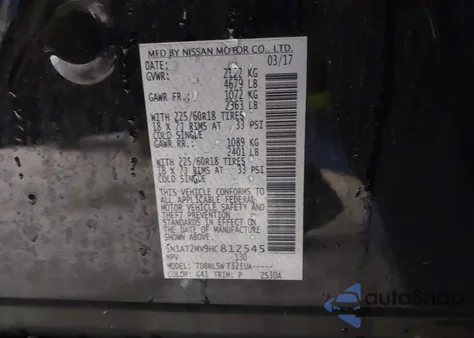 MFD BY NISSAN MOTOR CO., LTD.
DATE: 03/17
GVWR: 2122 KG
4679 LB
GAWR FR.: 1072 KG
2363 LB
WITH 225/60R18 TIRES
18 X 7J RIMS AT 33 PSI
COLD SINGLE
GAWR RR.: 1089 KG
2401 LB
WITH 225/60R18 TIRES
18 X 7J RIMS AT 33 PSI
COLD SINGLE
THIS VEHICLE CONFORMS TO
ALL APPLICABLE FEDERAL
MOTOR VEHICLE SAFETY AND
THEFT PREVENTION
STANDARDS IN EFFECT ON
THE DATE OF MANUFACTURE
SHOWN ABOVE.
5N1AT2MV9HC812545
MPV 130
MODEL:
COLOR: G41 TRIM: P 2530A
AutoSnap